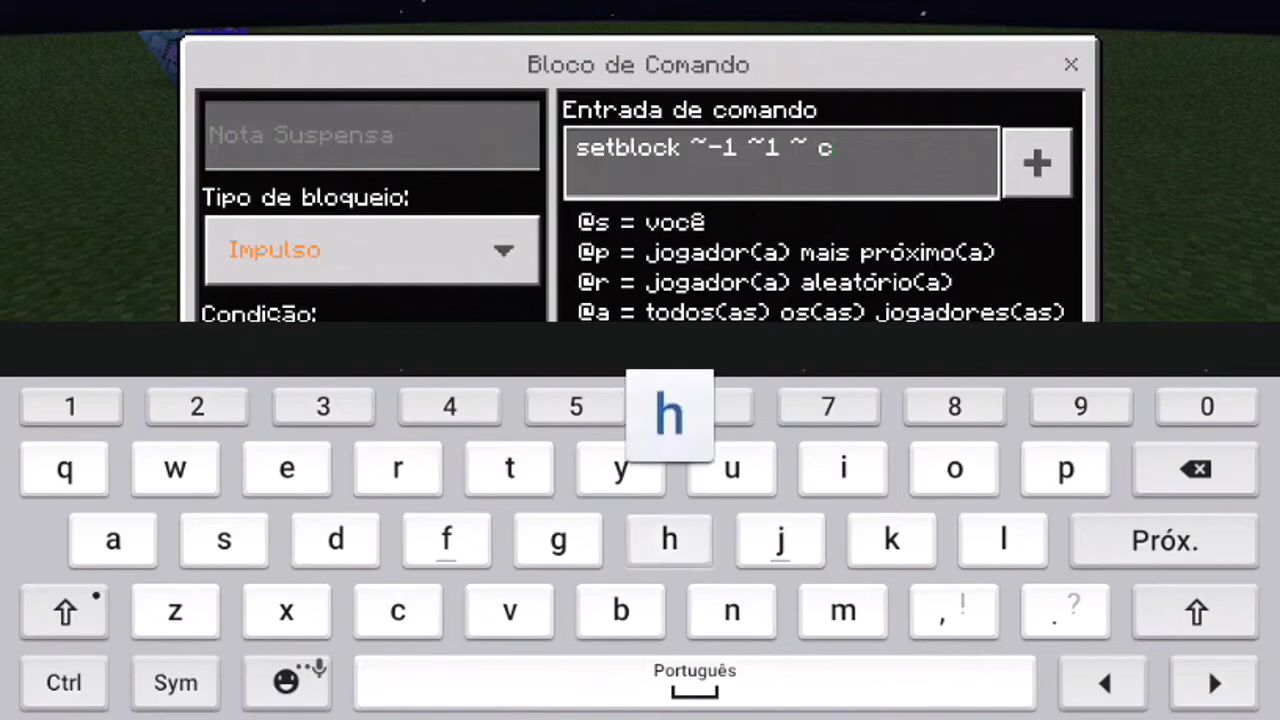 Bloco de Comando
Nota Suspensa
Tipo de bloqueio:
Impulso
Condição:
Entrada de comando
setblock ~-1 ~1 ~ c
@s = você
@p = jogador(a) mais próximo(a)
@r = jogador(a) aleatório(a)
@a = todos(as) os(as) jogadores(as)
h
1 2 3 4 5 7 8 9 0
q w e r t y u i o p
a s d f g h j k l Próx.
z x c v b n m , ! . ?
Ctrl Sym Português